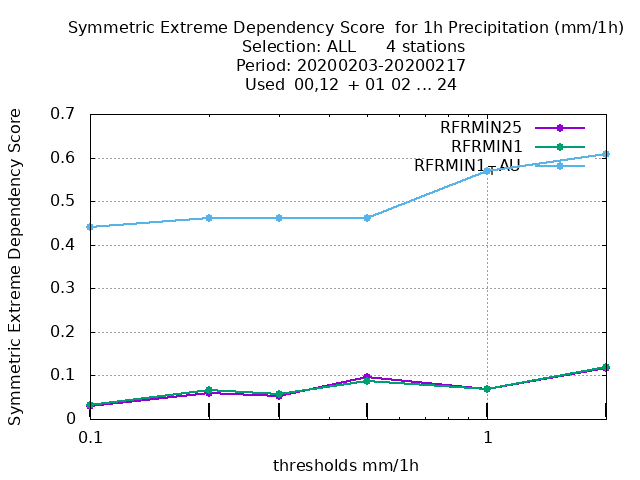 Symmetric Extreme Dependency Score  for 1h Precipitation (mm/1h)
Selection: ALL      4 stations
Period: 20200203-20200217
Used  00,12  + 01 02 ... 24
Symmetric Extreme Dependency Score
0.7
0.6
0.5
0.4
0.3
0.2
0.1
0
RFRMIN25
RFRMIN1
RFRMIN1+AU
0.1
1
thresholds mm/1h